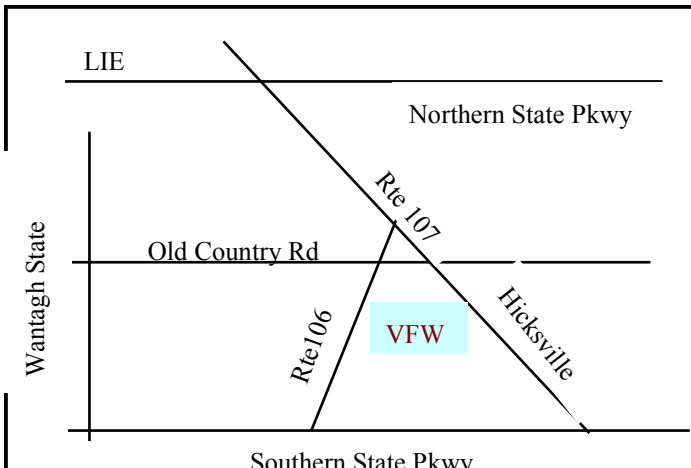 LIE
Northern State Pkwy
Rte 107
Old Country Rd
Wantagh State
Hicksville
Rte106
VFW
Southern State Pkwy